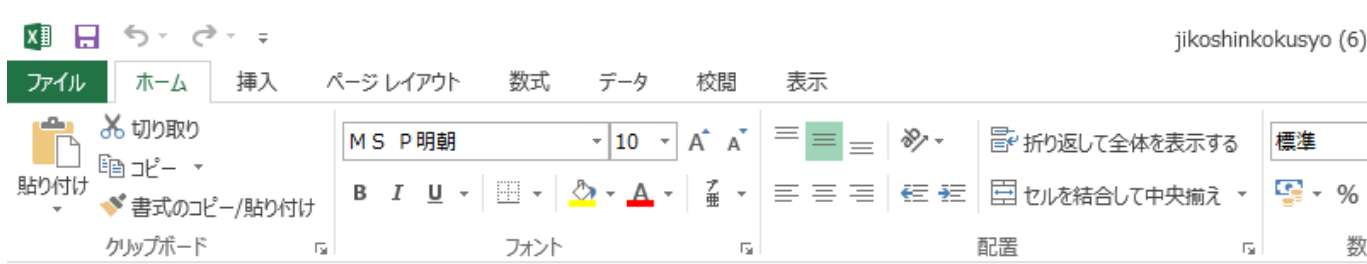 jikoshinkokusyo (6)
ファイル ホーム 挿入 ページ レイアウト 数式 データ 校閲 表示
切り取り
コピー
貼り付け
書式のコピー/貼り付け
クリップボード
ＭＳ Ｐ明朝 10 A A
B I U A ア亜
フォント
折り返して全体を表示する
セルを結合して中央揃え
配置
標準
%
数